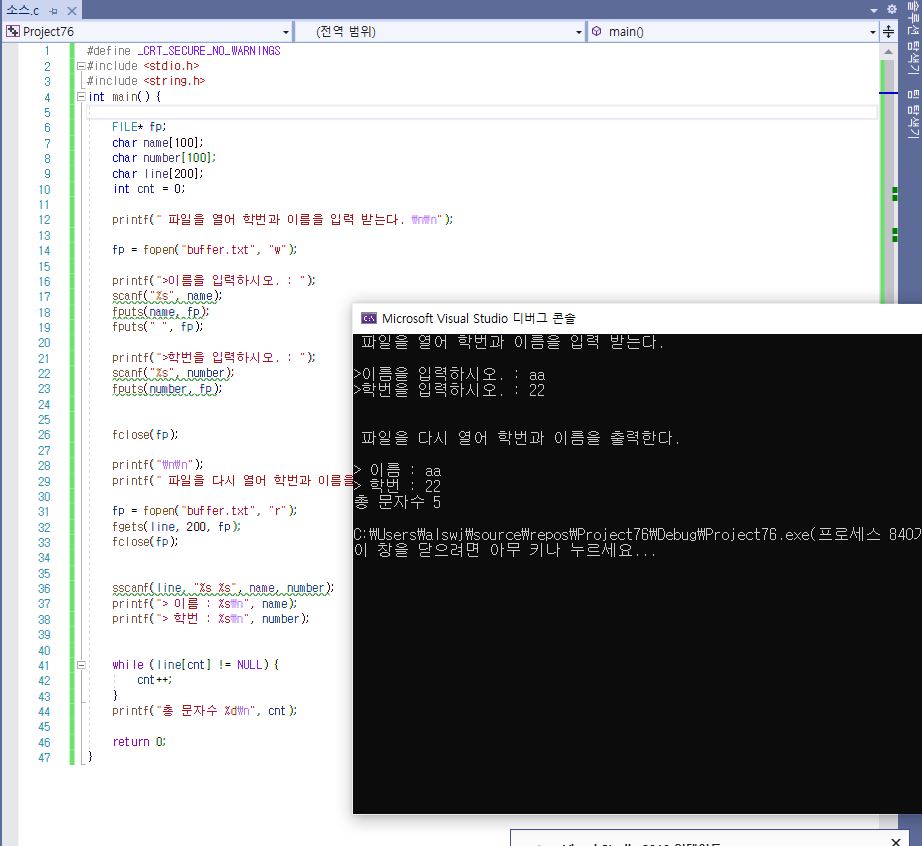 소스.c
솔루션 탐색기
팀 탐색기
Project76
(전역 범위)
main()
1 #define _CRT_SECURE_NO_WARNINGS
2 #include <stdio.h>
3 #include <string.h>
4 int main() {
5
6 FILE* fp;
7 char name[100];
8 char number[100];
9 char line[200];
10 int cnt = 0;
11
12 printf(" 파일을 열어 학번과 이름을 입력 받는다. ₩n₩n");
13
14 fp = fopen("buffer.txt", "w");
15
16 printf(">이름을 입력하시오. : ");
17 scanf("%s", name);
18 fputs(name, fp);
19 fputs(" ", fp);
20
21 printf(">학번을 입력하시오. : ");
22 scanf("%s", number);
23 fputs(number, fp);
24
25
26 fclose(fp);
27
28 printf("₩n₩n");
29 printf(" 파일을 다시 열어 학번과 이름을
30
31 fp = fopen("buffer.txt", "r");
32 fgets(line, 200, fp);
33 fclose(fp);
34
35
36 sscanf(line, "%s %s", name, number);
37 printf("> 이름 : %s₩n", name);
38 printf("> 학번 : %s₩n", number);
39
40
41 while (line[cnt] != NULL) {
42 cnt++;
43 }
44 printf("총 문자수 %d₩n", cnt);
45
46 return 0;
47 }
Microsoft Visual Studio 디버그 콘솔
파일을 열어 학번과 이름을 입력 받는다.
>이름을 입력하시오. : aa
>학번을 입력하시오. : 22
파일을 다시 열어 학번과 이름을 출력한다.
> 이름 : aa
> 학번 : 22
총 문자수 5
C:₩Users₩alswj₩source₩repos₩Project76₩Debug₩Project76.exe(프로세스 840
이 창을 닫으려면 아무 키나 누르세요...